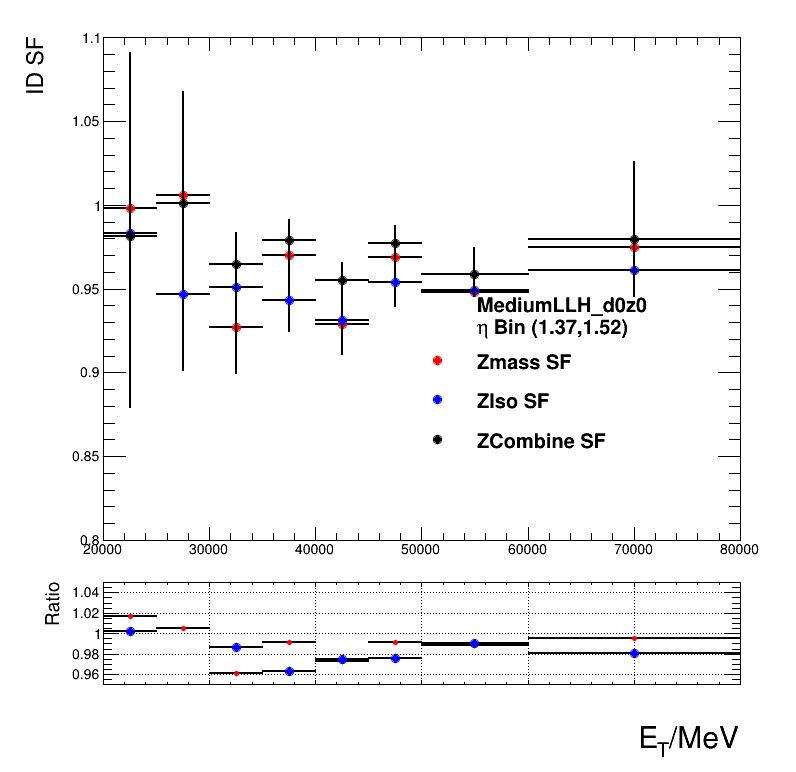 ID SF
1.1
1.05
1
0.95
0.9
0.85
0.8
MediumLLH_d0z0
η Bin (1.37,1.52)
Zmass SF
ZIso SF
ZCombine SF
20000 30000 40000 50000 60000 70000 80000
Ratio
1.04
1.02
1
0.98
0.96
E_T/MeV